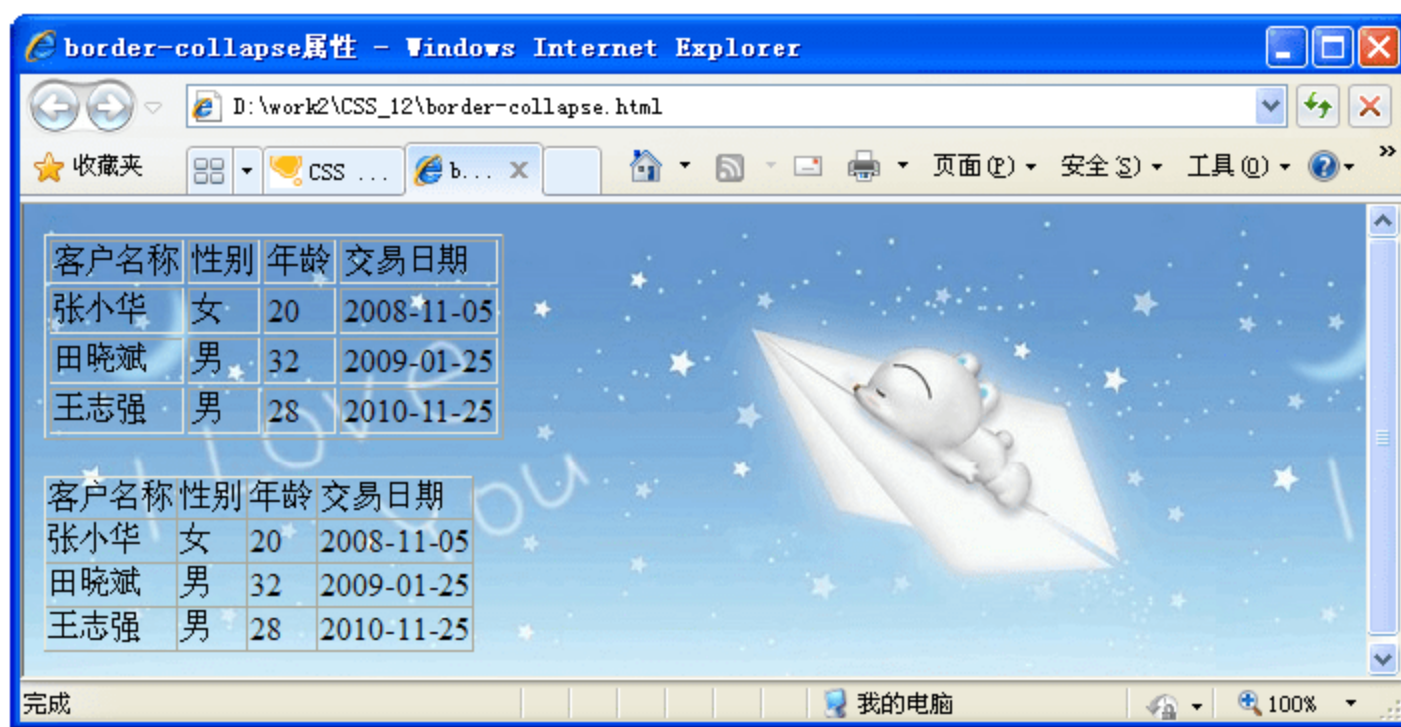 border-collapse属性 - Windows Internet Explorer
D:\work2\CSS_12\border-collapse.html
收藏夹 CSS ... b... 页面(P) 安全(S) 工具(O) »
客户名称 性别 年龄 交易日期
张小华 女 20 2008-11-05
田晓斌 男 32 2009-01-25
王志强 男 28 2010-11-25
I love
you
客户名称 性别 年龄 交易日期
张小华 女 20 2008-11-05
田晓斌 男 32 2009-01-25
王志强 男 28 2010-11-25
完成 我的电脑 100%